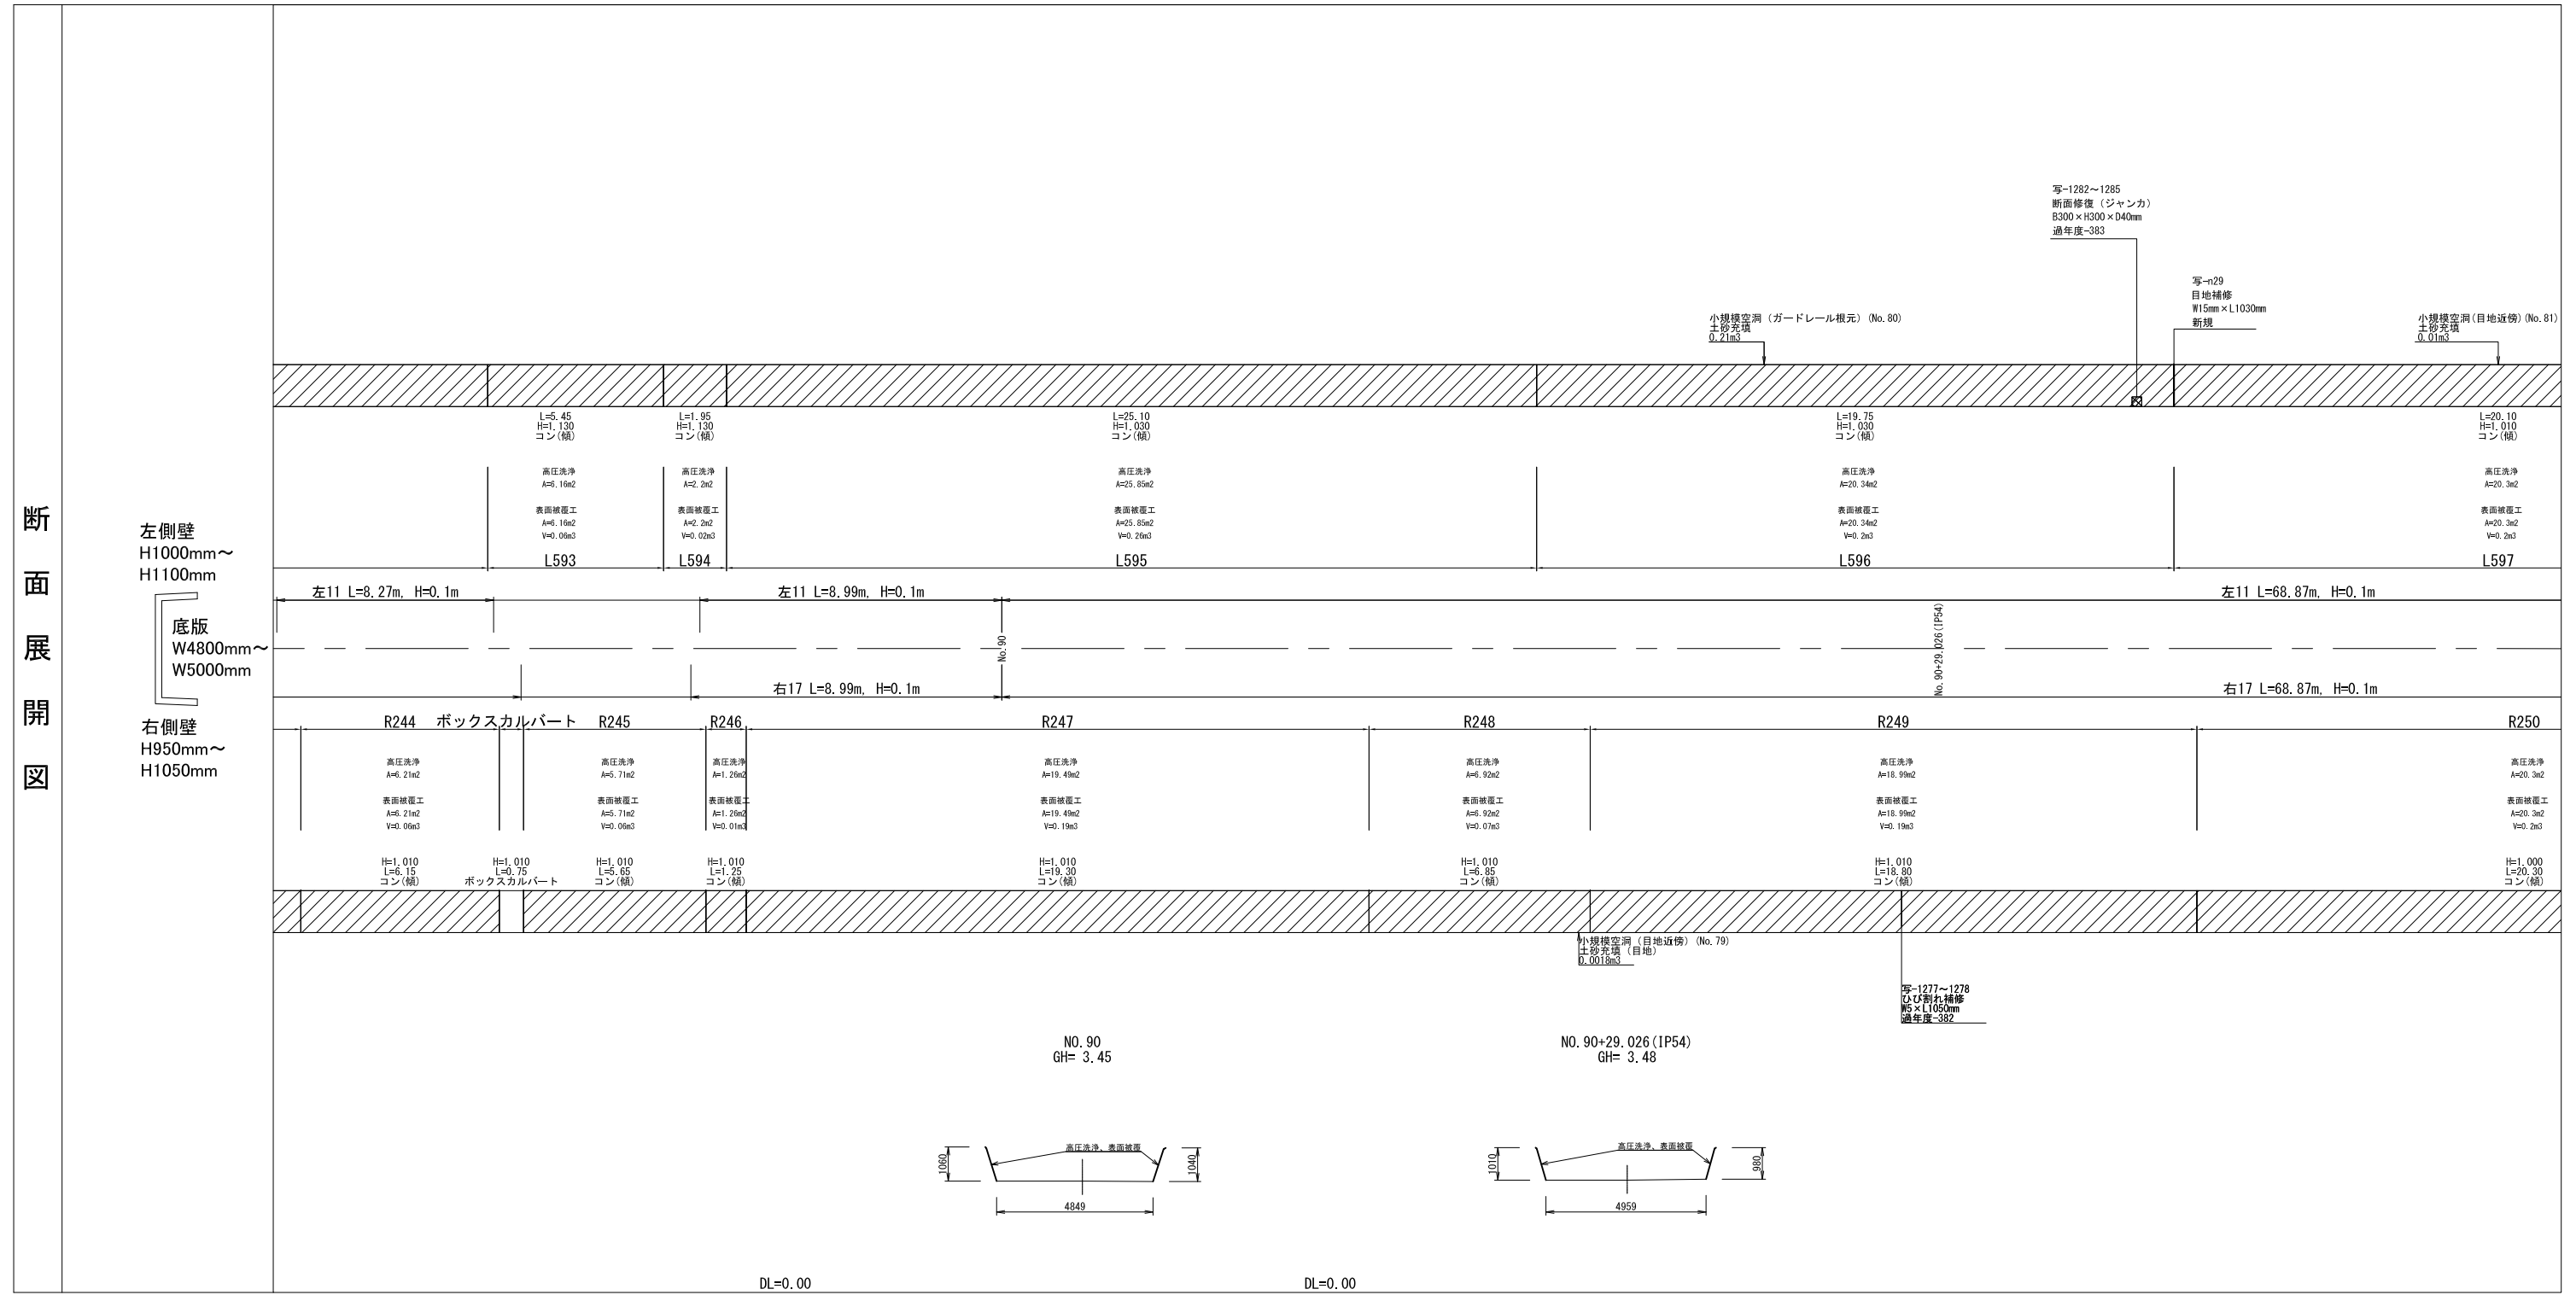 断面展開図
左側壁
H1000mm～
H1100mm
底版
W4800mm～
W5000mm
右側壁
H950mm～
H1050mm
写-1282～1285
断面修復（ジャンカ）
B300×H300×D40mm
過年度-383
写-n29
目地補修
W15mm×L1030mm
新規
小規模空洞（ガードレール根元）(No.80)
土砂充填
0.21m3
小規模空洞(目地近傍)(No.81)
土砂充填
0.01m3
L=5.45
H=1.130
コン(傾)
L=1.95
H=1.130
コン(傾)
L=25.10
H=1.030
コン(傾)
L=19.75
H=1.030
コン(傾)
L=20.10
H=1.010
コン(傾)
高圧洗浄
A=6.16m2
表面被覆工
A=6.16m2
V=0.06m3
L593
高圧洗浄
A=2.2m2
表面被覆工
A=2.2m2
V=0.02m3
L594
高圧洗浄
A=25.85m2
表面被覆工
A=25.85m2
V=0.26m3
L595
高圧洗浄
A=20.34m2
表面被覆工
A=20.34m2
V=0.2m3
L596
高圧洗浄
A=20.3m2
表面被覆工
A=20.3m2
V=0.2m3
L597
左11 L=8.27m, H=0.1m
左11 L=8.99m, H=0.1m
左11 L=68.87m, H=0.1m
No.90
No.90+29.026(IP54)
右17 L=8.99m, H=0.1m
右17 L=68.87m, H=0.1m
R244
ボックスカルバート
R245
R246
R247
R248
R249
R250
高圧洗浄
A=6.21m2
表面被覆工
A=6.21m2
V=0.06m3
高圧洗浄
A=5.71m2
表面被覆工
A=5.71m2
V=0.06m3
高圧洗浄
A=1.26m2
表面被覆工
A=1.26m2
V=0.01m3
高圧洗浄
A=19.49m2
表面被覆工
A=19.49m2
V=0.19m3
高圧洗浄
A=6.92m2
表面被覆工
A=6.92m2
V=0.07m3
高圧洗浄
A=18.99m2
表面被覆工
A=18.99m2
V=0.19m3
高圧洗浄
A=20.3m2
表面被覆工
A=20.3m2
V=0.2m3
H=1.010
L=6.15
コン(傾)
H=1.010
L=0.75
ボックスカルバート
H=1.010
L=5.65
コン(傾)
H=1.010
L=1.25
コン(傾)
H=1.010
L=19.30
コン(傾)
H=1.010
L=6.85
コン(傾)
H=1.010
L=18.80
コン(傾)
H=1.000
L=20.30
コン(傾)
小規模空洞（目地近傍）(No.79)
土砂充填（目地）
0.0018m3
写-1277～1278
ひび割れ補修
W5×L1050mm
過年度-382
NO.90
GH= 3.45
NO.90+29.026(IP54)
GH= 3.48
高圧洗浄、表面被覆
1060
1040
4849
高圧洗浄、表面被覆
1010
980
4959
DL=0.00
DL=0.00